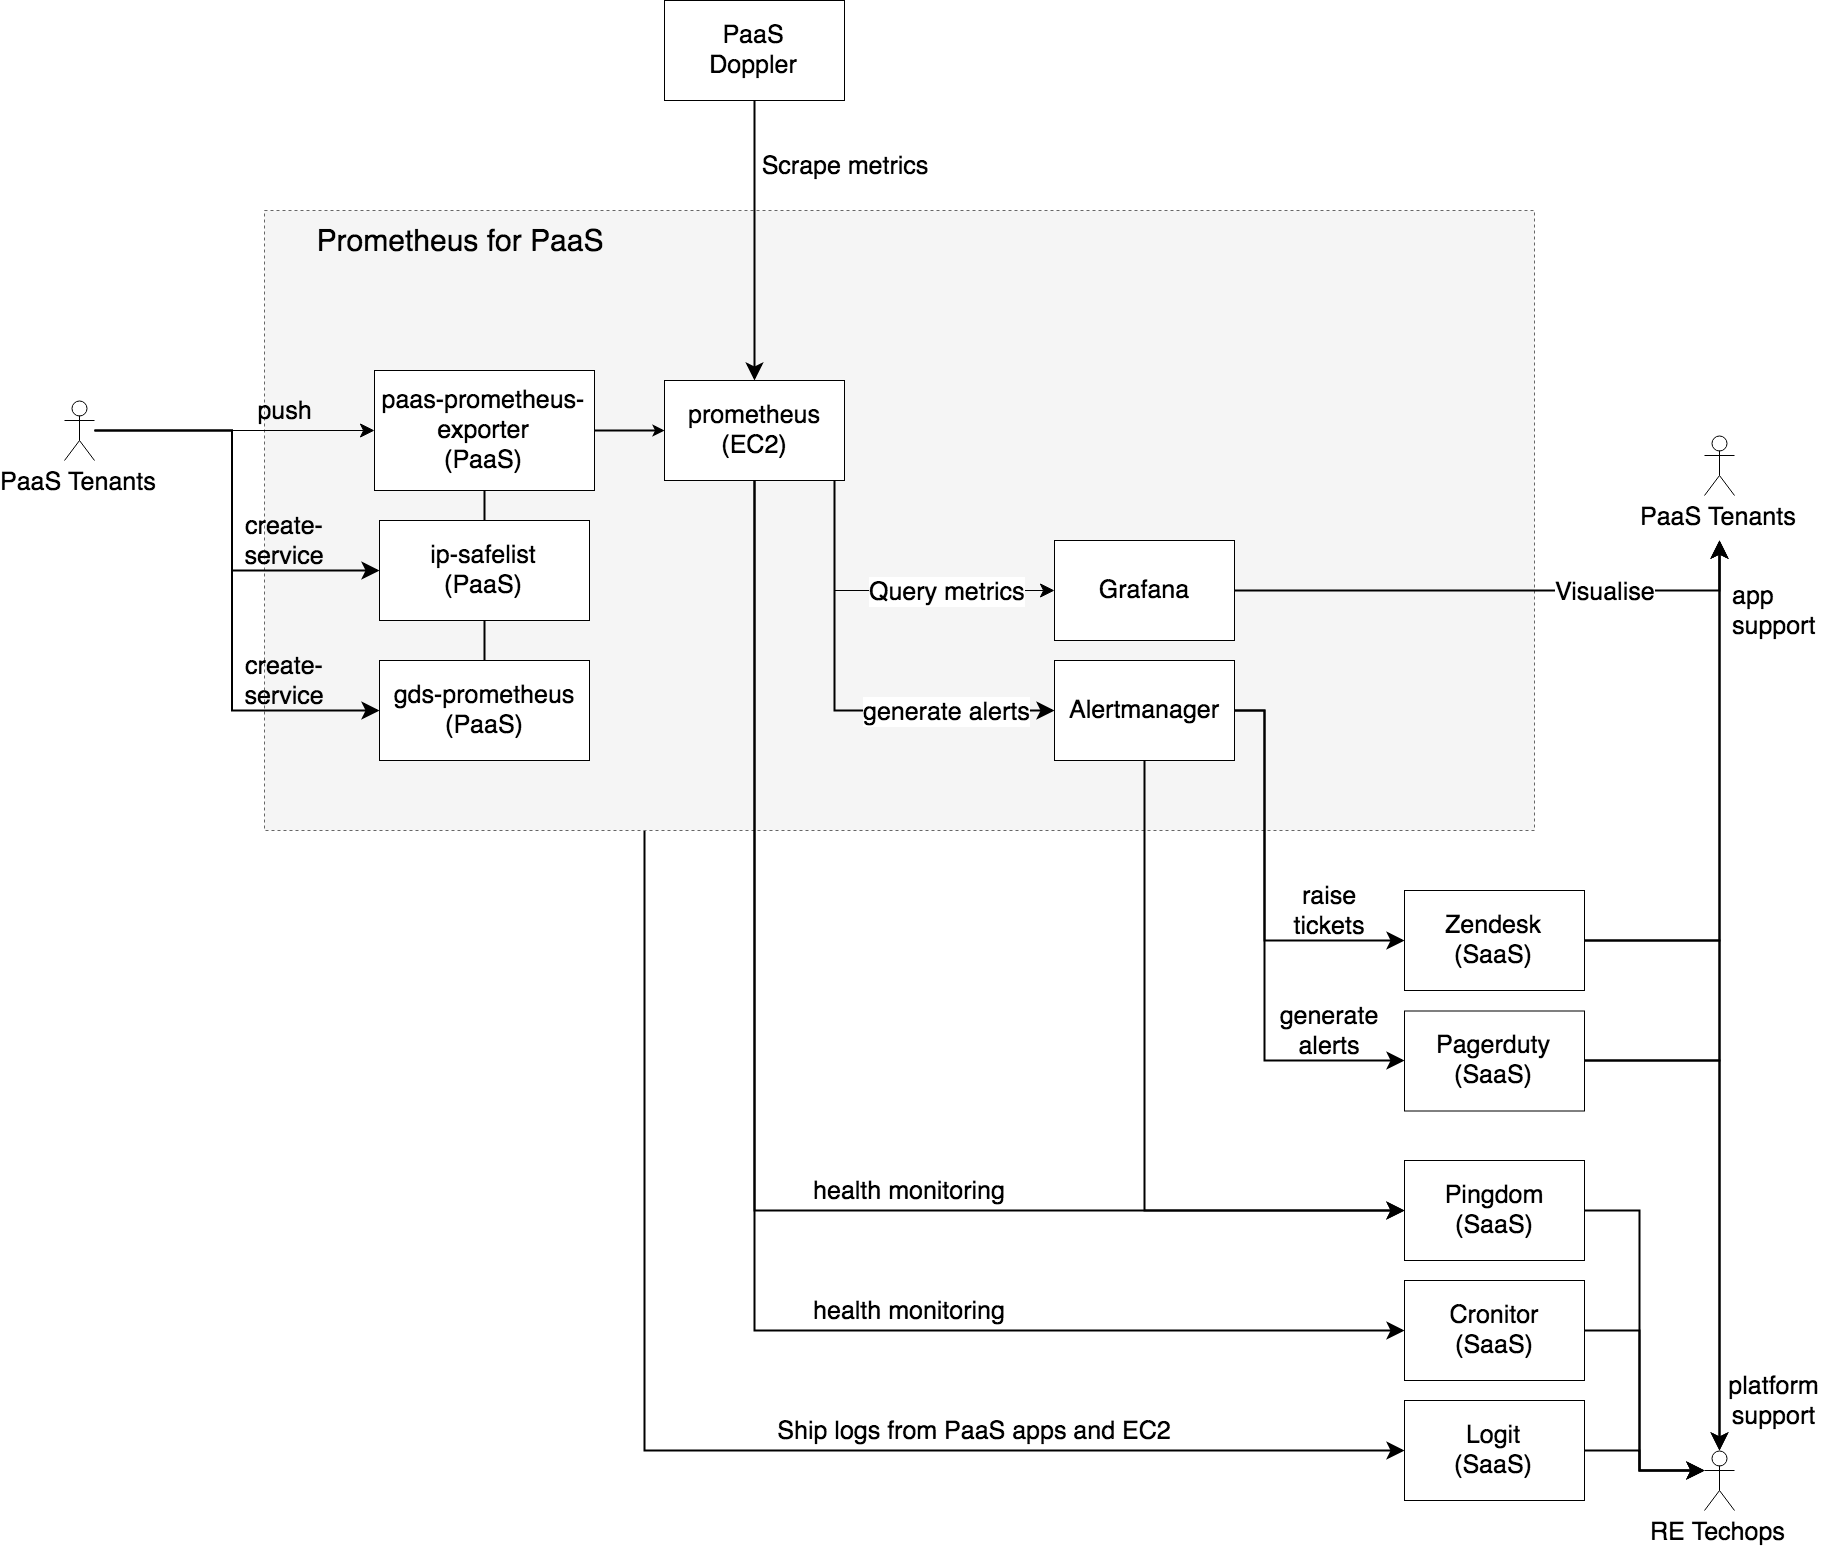 PaaS
Doppler
Scrape metrics
Prometheus for PaaS
push
paas-prometheus-
exporter
(PaaS)
prometheus
(EC2)
PaaS Tenants
create-
service
ip-safelist
(PaaS)
PaaS Tenants
Query metrics
Grafana
Visualise
app
support
create-
service
gds-prometheus
(PaaS)
generate alerts
Alertmanager
raise
tickets
Zendesk
(SaaS)
generate
alerts
Pagerduty
(SaaS)
health monitoring
Pingdom
(SaaS)
health monitoring
Cronitor
(SaaS)
platform
support
Ship logs from PaaS apps and EC2
Logit
(SaaS)
RE Techops